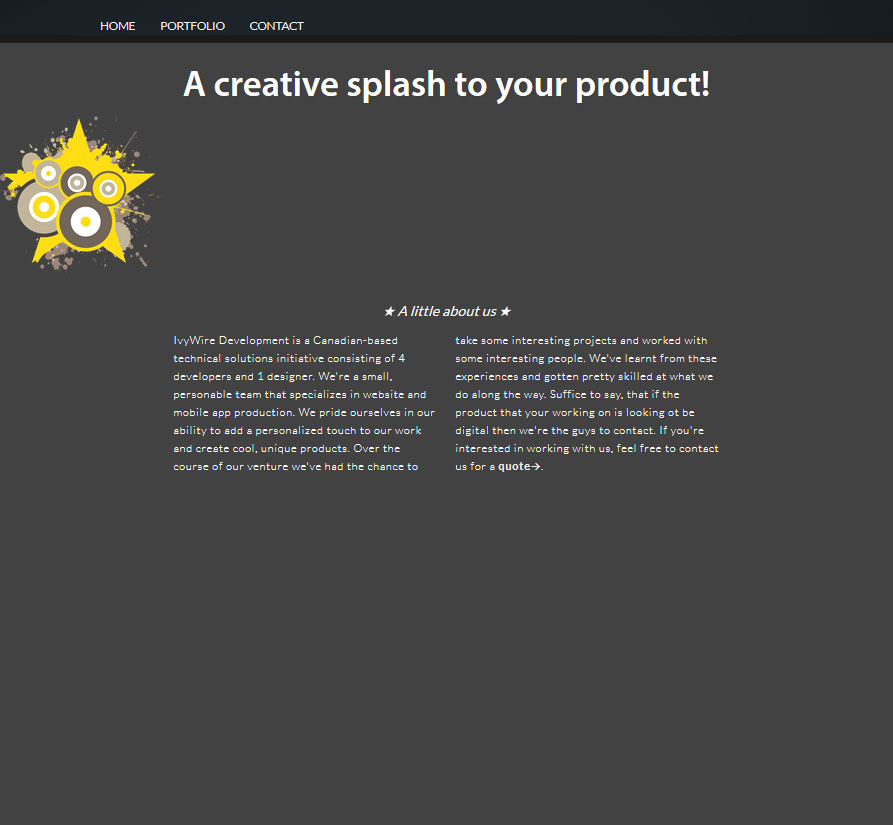 HOME PORTFOLIO CONTACT
A creative splash to your product!
★ A little about us ★
IvyWire Development is a Canadian-based
technical solutions initiative consisting of 4
developers and 1 designer. We're a small,
personable team that specializes in website and
mobile app production. We pride ourselves in our
ability to add a personalized touch to our work
and create cool, unique products. Over the
course of our venture we've had the chance to
take some interesting projects and worked with
some interesting people. We've learnt from these
experiences and gotten pretty skilled at what we
do along the way. Suffice to say, that if the
product that your working on is looking ot be
digital then we're the guys to contact. If you're
interested in working with us, feel free to contact
us for a quote→.